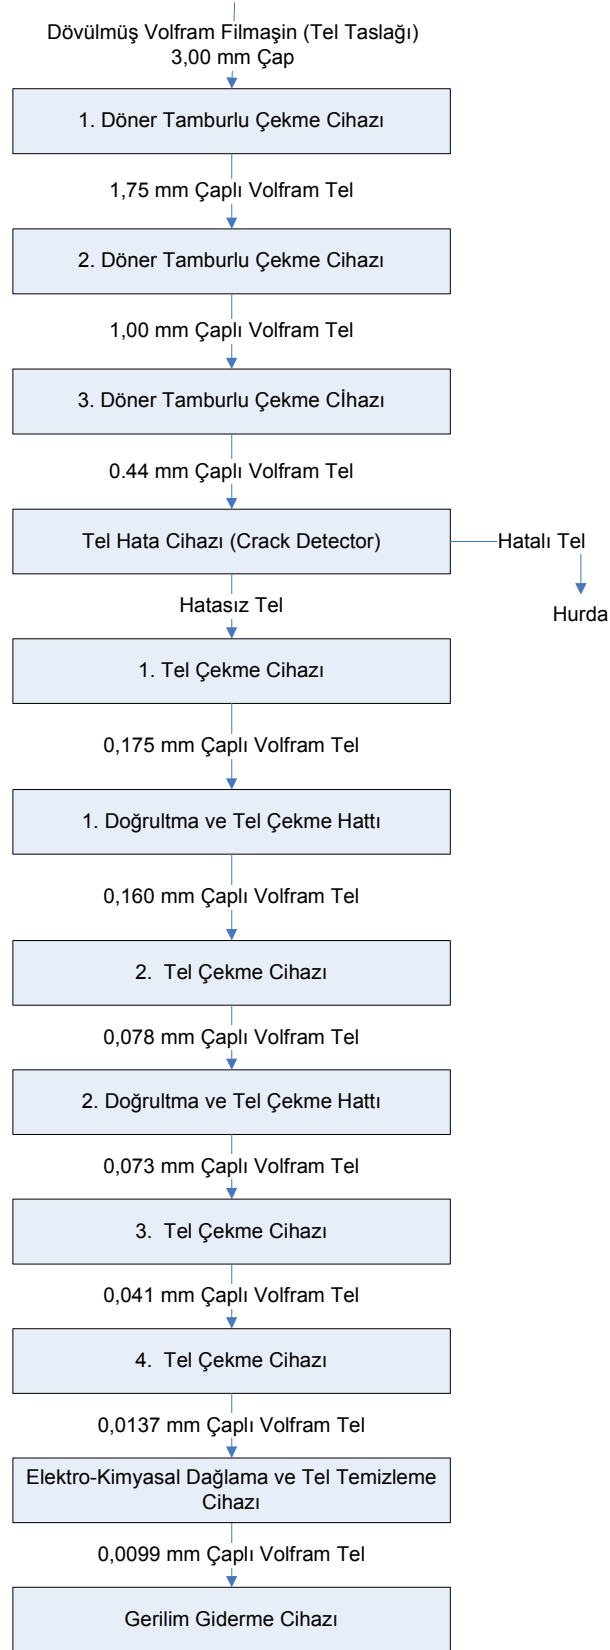 Dövülmüş Volfram Filmaşin (Tel Taslağı)
3,00 mm Çap
1. Döner Tamburlu Çekme Cihazı
1,75 mm Çaplı Volfram Tel
2. Döner Tamburlu Çekme Cihazı
1,00 mm Çaplı Volfram Tel
3. Döner Tamburlu Çekme Cİhazı
0.44 mm Çaplı Volfram Tel
Tel Hata Cihazı (Crack Detector)
Hatalı Tel
Hurda
Hatasız Tel
1. Tel Çekme Cihazı
0,175 mm Çaplı Volfram Tel
1. Doğrultma ve Tel Çekme Hattı
0,160 mm Çaplı Volfram Tel
2. Tel Çekme Cihazı
0,078 mm Çaplı Volfram Tel
2. Doğrultma ve Tel Çekme Hattı
0,073 mm Çaplı Volfram Tel
3. Tel Çekme Cihazı
0,041 mm Çaplı Volfram Tel
4. Tel Çekme Cihazı
0,0137 mm Çaplı Volfram Tel
Elektro-Kimyasal Dağlama ve Tel Temizleme
Cihazı
0,0099 mm Çaplı Volfram Tel
Gerilim Giderme Cihazı